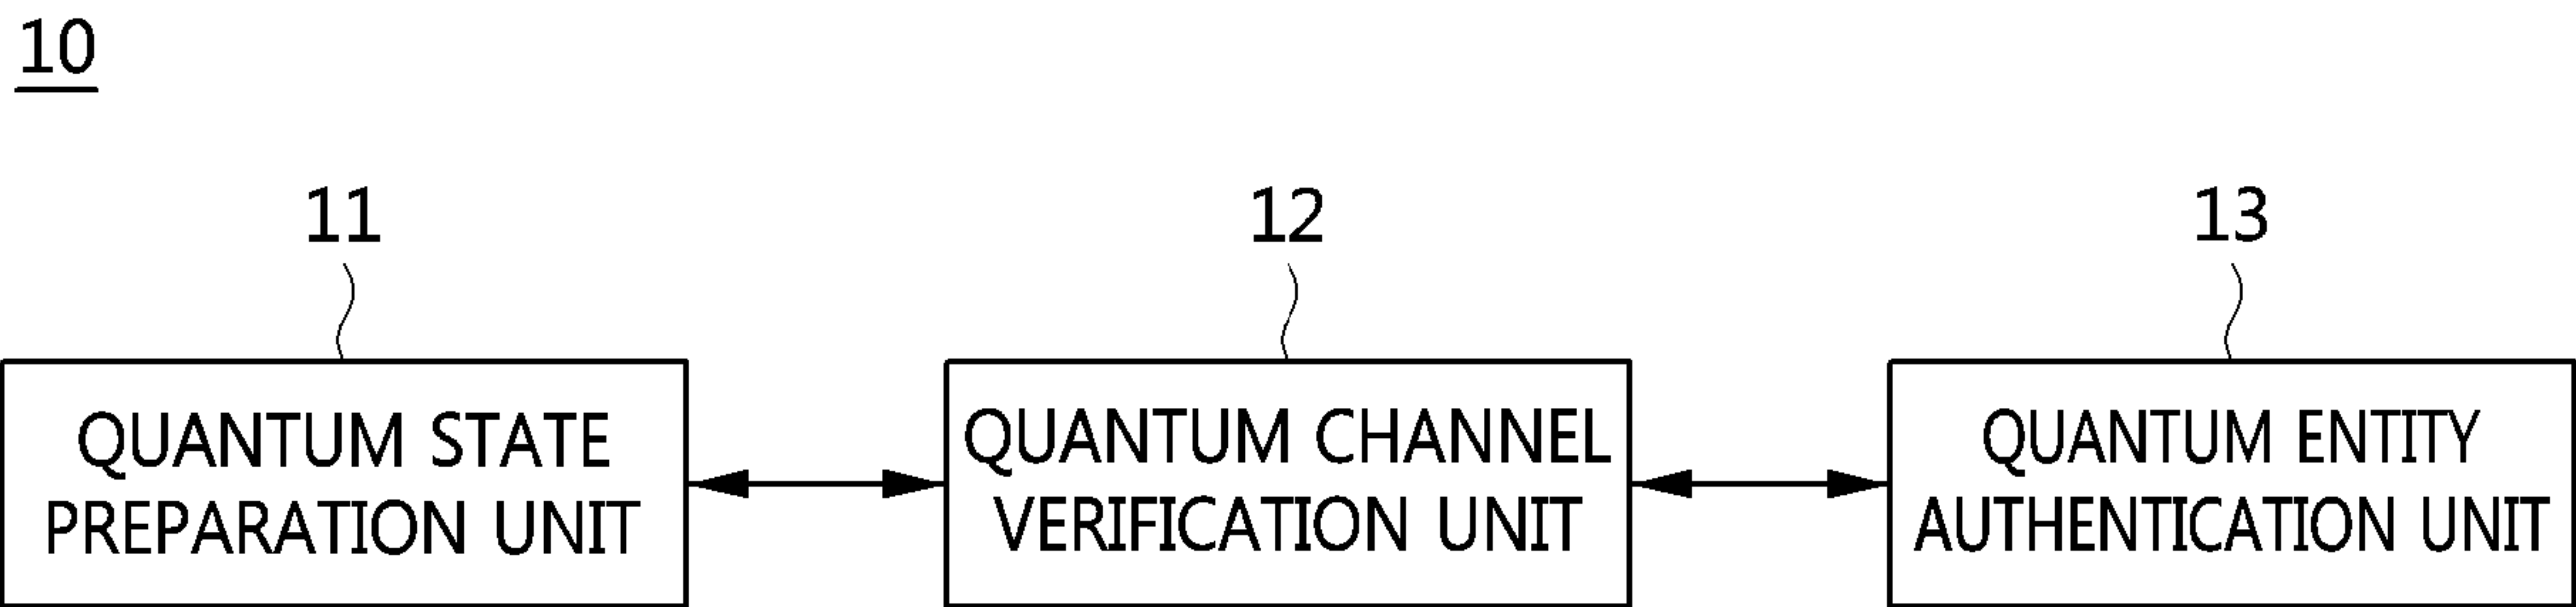 10
11
12
13
QUANTUM STATE
PREPARATION UNIT
QUANTUM CHANNEL
VERIFICATION UNIT
QUANTUM ENTITY
AUTHENTICATION UNIT